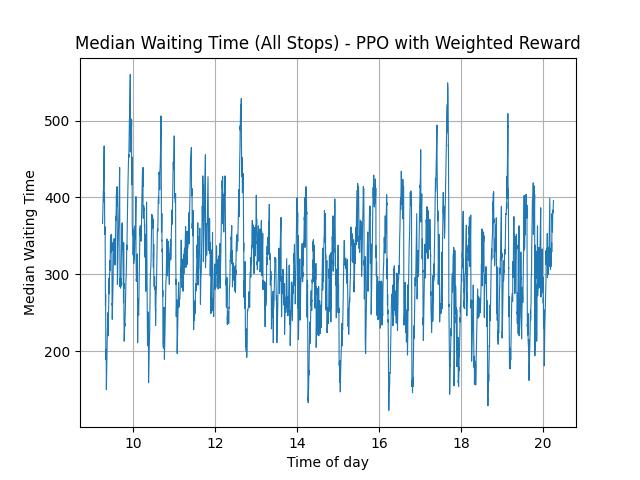 Median Waiting Time (All Stops) - PPO with Weighted Reward
Median Waiting Time
500
400
300
200
10 12 14 16 18 20
Time of day